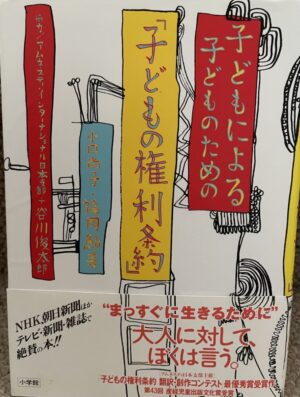 子どもによる
子どものための
「子どもの権利条約」
小口尚子・福岡鮎美
アムネスティ・インターナショナル日本支部＋谷川俊太郎
“まっすぐに生きるために”
大人に対して、
ぼくは言う。
NHK、朝日新聞ほか
テレビ・新聞・雑誌で
絶賛の本!!
子どもの権利条約 翻訳・創作コンテスト 最優秀賞受賞作
第43回 産経児童出版文化賞受賞
小学館